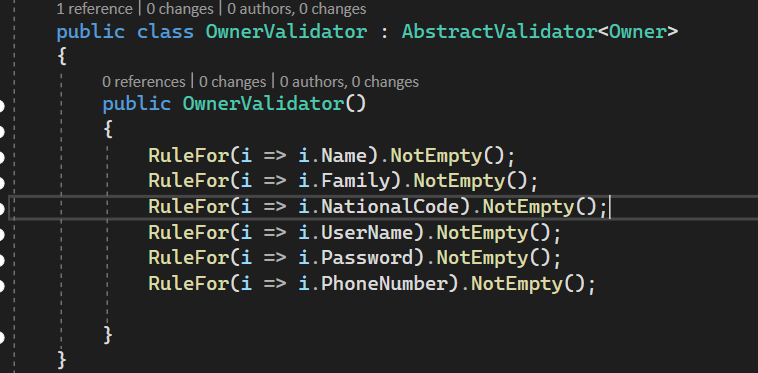 1 reference | 0 changes | 0 authors, 0 changes
public class OwnerValidator : AbstractValidator<Owner>
{
0 references | 0 changes | 0 authors, 0 changes
public OwnerValidator()
{
RuleFor(i => i.Name).NotEmpty();
RuleFor(i => i.Family).NotEmpty();
RuleFor(i => i.NationalCode).NotEmpty();
RuleFor(i => i.UserName).NotEmpty();
RuleFor(i => i.Password).NotEmpty();
RuleFor(i => i.PhoneNumber).NotEmpty();
}
}